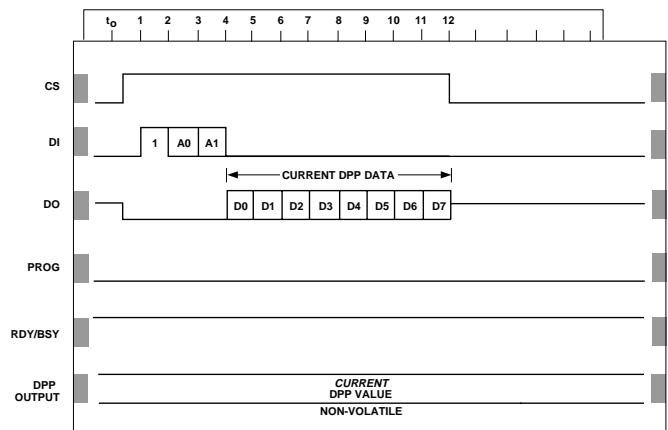 to 1 2 3 4 5 6 7 8 9 10 11 12
CS
DI 1 A0 A1
CURRENT DPP DATA
DO D0 D1 D2 D3 D4 D5 D6 D7
PROG
RDY/BSY
DPP
OUTPUT
CURRENT
DPP VALUE
NON-VOLATILE